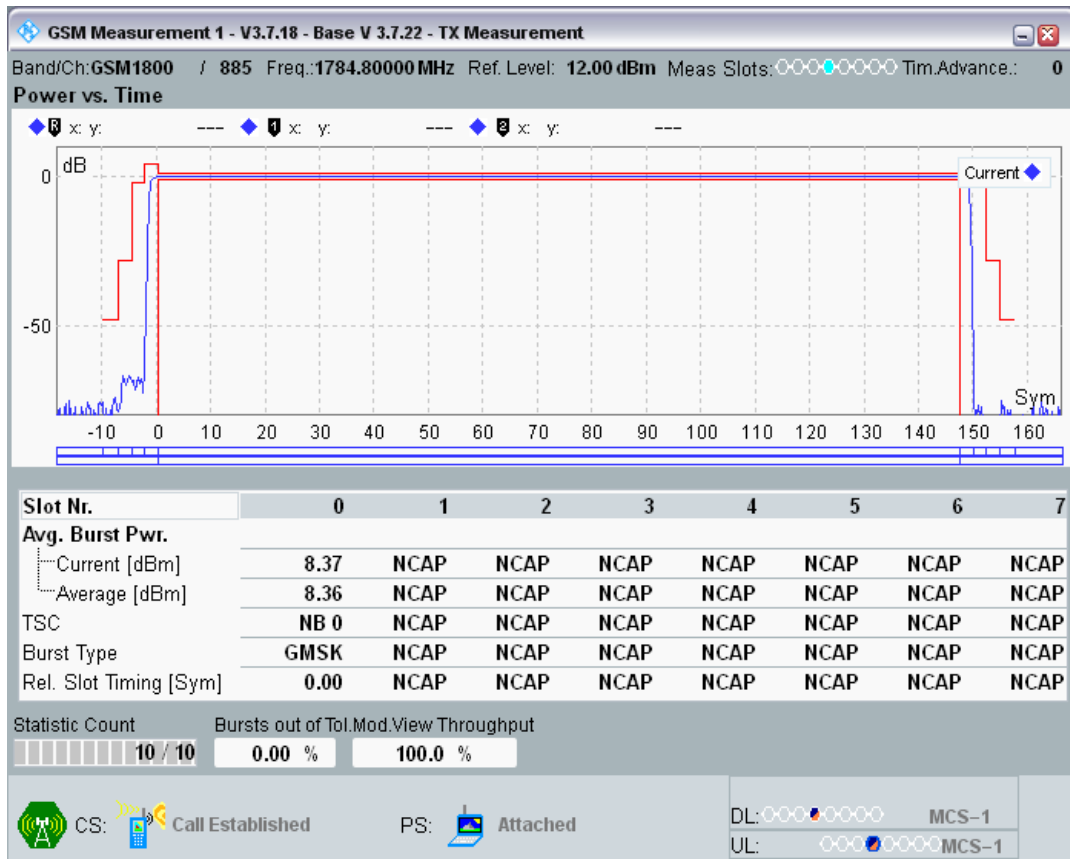 GSM Measurement 1 - V3.7.18 - Base V 3.7.22 - TX Measurement
Band/Ch:GSM1800 / 885 Freq.:1784.80000 MHz Ref. Level: 12.00 dBm Meas Slots: Tim.Advance.: 0
Power vs. Time
R x: y: --- 1 x: y: --- 2 x: y: ---
dB
Current
0
-50
Sym
-10 0 10 20 30 40 50 60 70 80 90 100 110 120 130 140 150 160
Slot Nr. 0 1 2 3 4 5 6 7
Avg. Burst Pwr.
Current [dBm] 8.37 NCAP NCAP NCAP NCAP NCAP NCAP NCAP
Average [dBm] 8.36 NCAP NCAP NCAP NCAP NCAP NCAP NCAP
TSC NB 0 NCAP NCAP NCAP NCAP NCAP NCAP NCAP
Burst Type GMSK NCAP NCAP NCAP NCAP NCAP NCAP NCAP
Rel. Slot Timing [Sym] 0.00 NCAP NCAP NCAP NCAP NCAP NCAP NCAP
Statistic Count Bursts out of Tol. Mod.View Throughput
10 / 10 0.00 % 100.0 %
CS: Call Established PS: Attached DL: MCS-1
UL: MCS-1